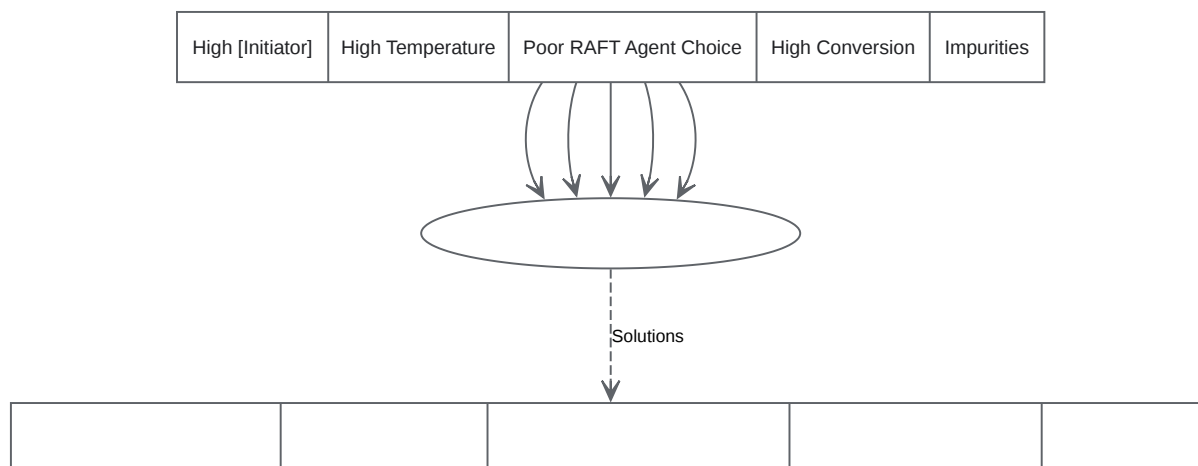 High [Initiator]
High Temperature
Poor RAFT Agent Choice
High Conversion
Impurities
Solutions